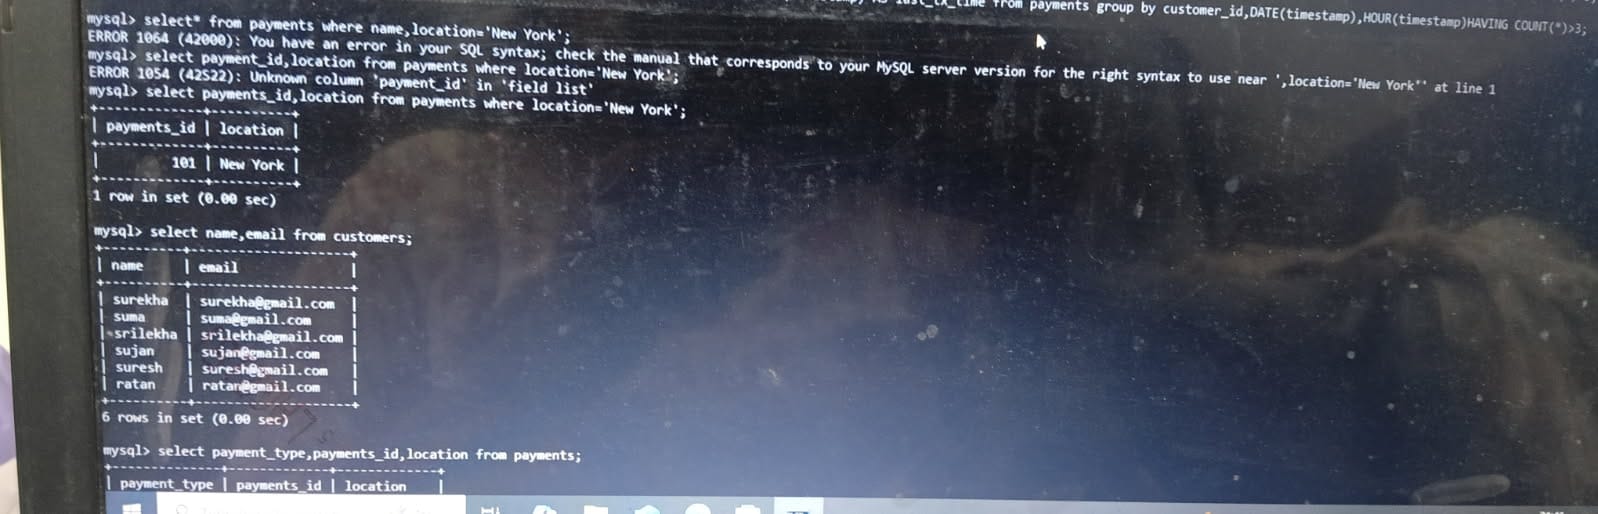 from payments group by customer_id,DATE(timestamp),HOUR(timestamp)HAVING COUNT(*)>3;
mysql> select* from payments where name,location='New York';
ERROR 1064 (42000): You have an error in your SQL syntax; check the manual that corresponds to your MySQL server version for the right syntax to use near ',location='New York'' at line 1
mysql> select payment_id,location from payments where location='New York';
ERROR 1054 (42S22): Unknown column 'payment_id' in 'field list'
mysql> select payments_id,location from payments where location='New York';
+-------------+----------+
| payments_id | location |
+-------------+----------+
| 101 | New York |
+-------------+----------+
1 row in set (0.00 sec)
mysql> select name,email from customers;
+----------+--------------------+
| name | email |
+----------+--------------------+
| surekha | surekha@gmail.com |
| suma | suma@gmail.com |
| srilekha | srilekha@gmail.com |
| sujan | sujan@gmail.com |
| suresh | suresh@gmail.com |
| ratan | ratan@gmail.com |
+----------+--------------------+
6 rows in set (0.00 sec)
mysql> select payment_type,payments_id,location from payments;
+--------------+-------------+-------------+
| payment_type | payments_id | location |